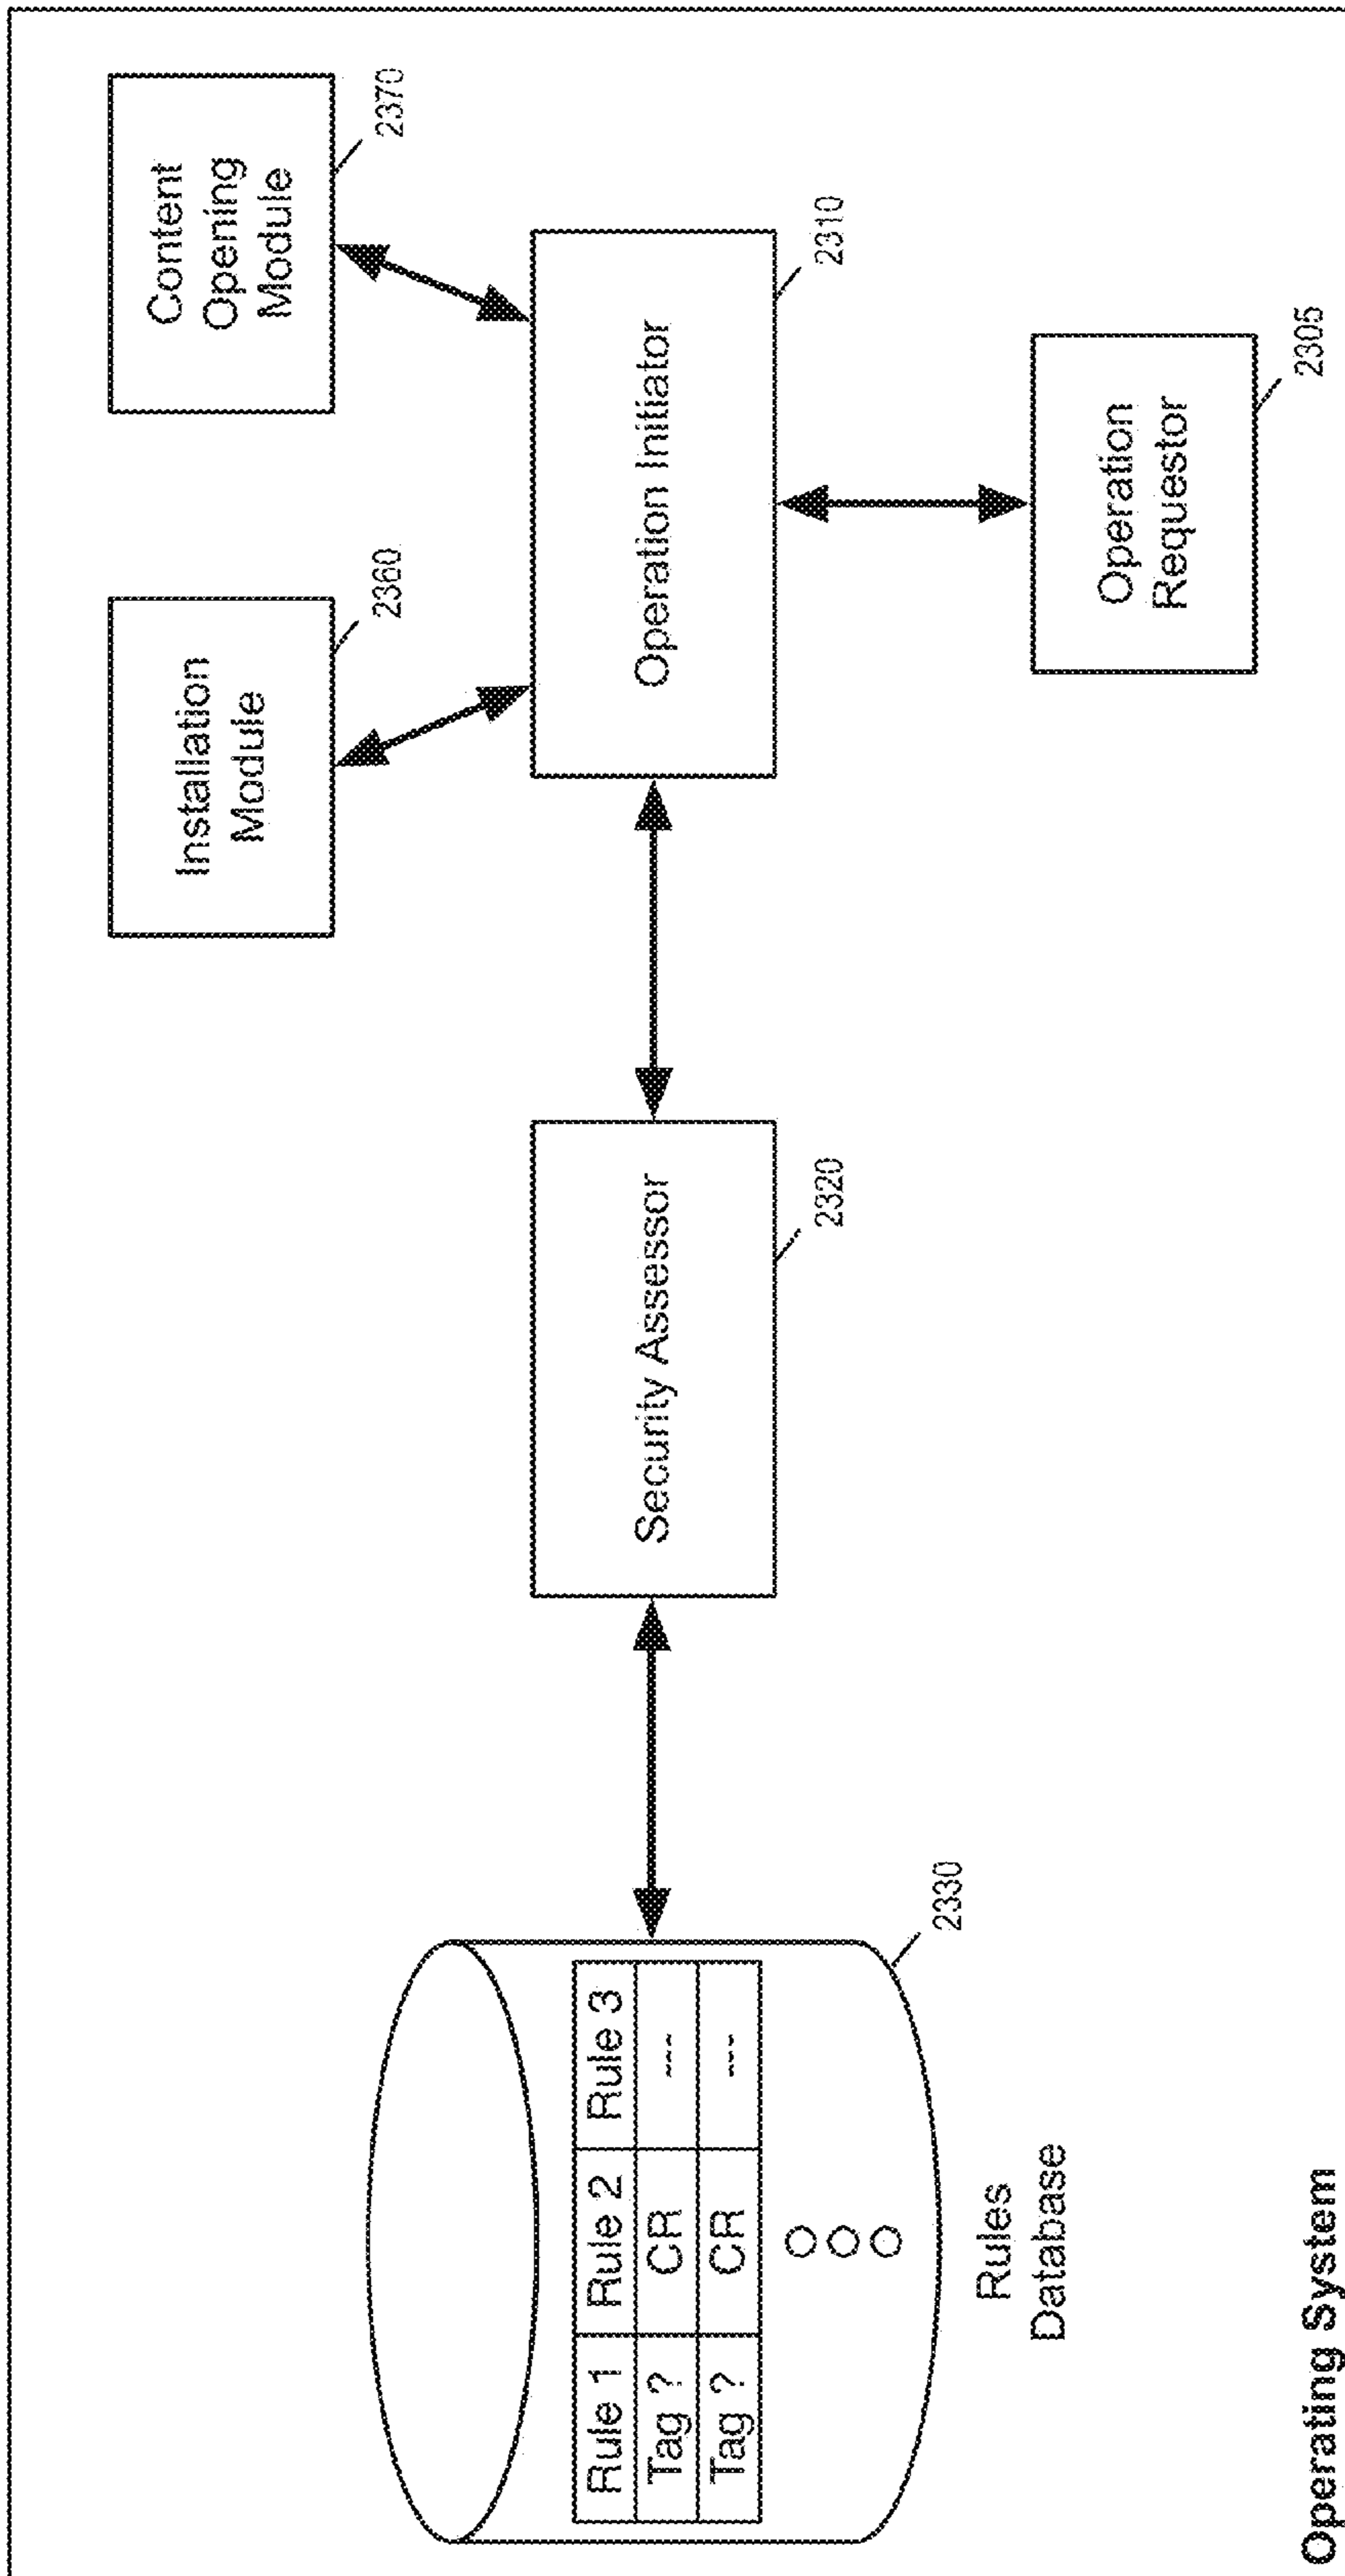 Installation
Module
2360
Content
Opening
Module
2370
Rule 1 Rule 2 Rule 3
Tag ? CR ---
Tag ? CR ---
Rules
Database
2330
Security Assessor
2320
Operation Initiator
2310
Operation
Requestor
2305
Operating System